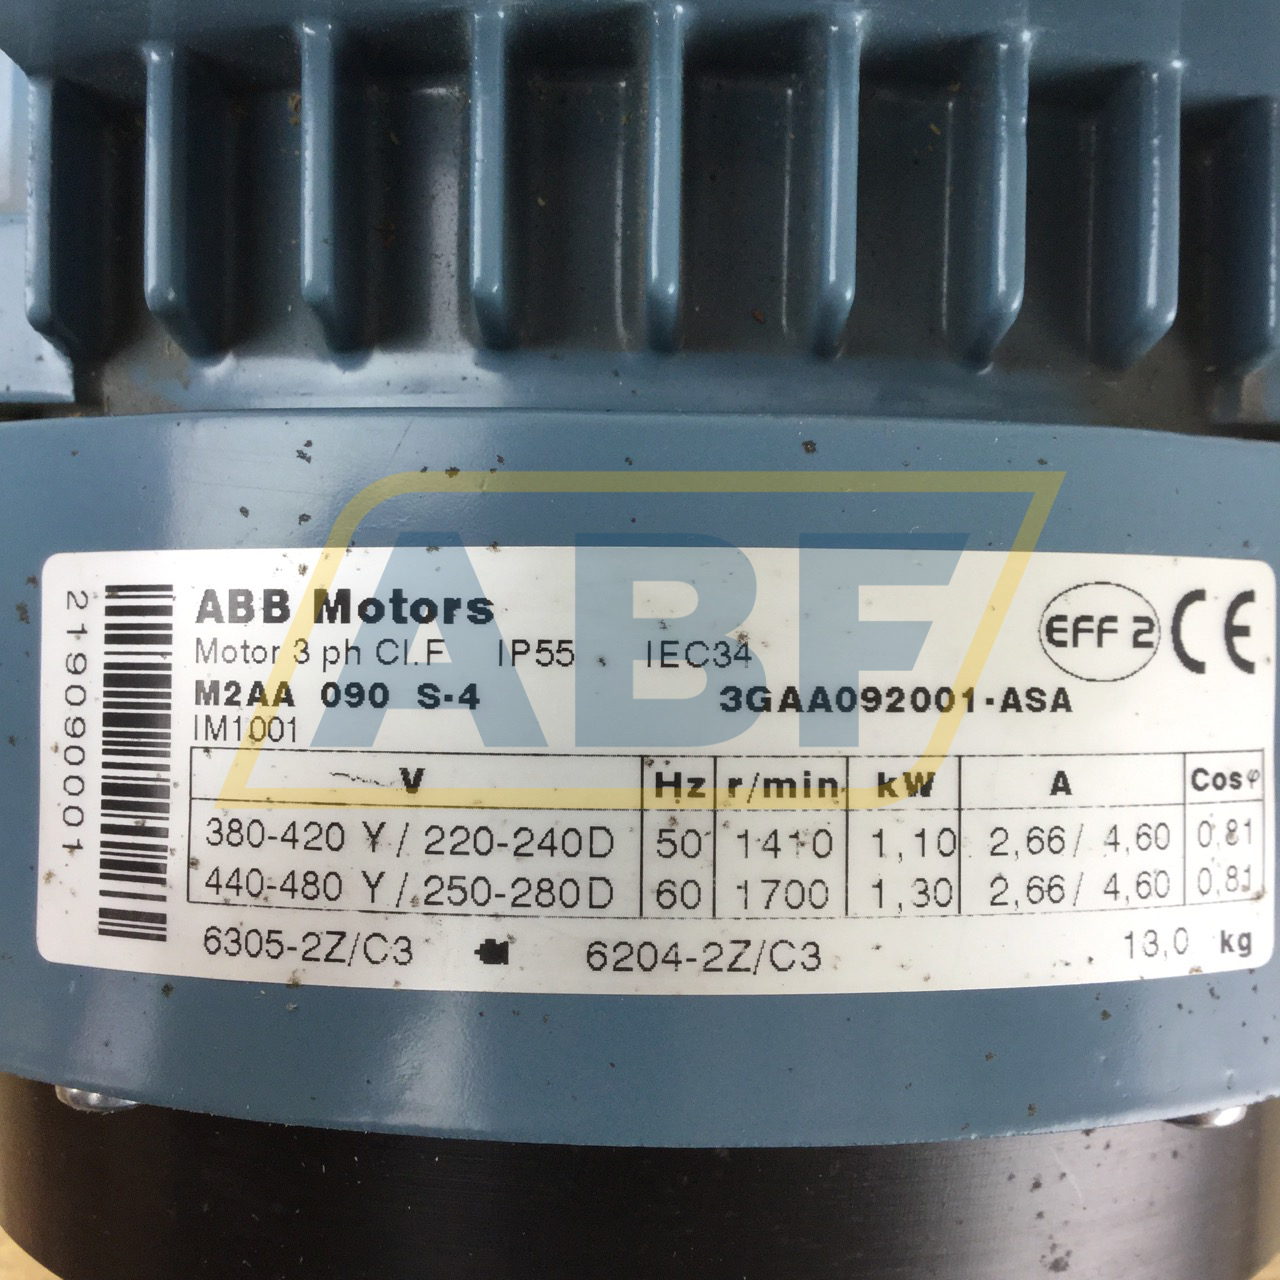 ABF
219090001
ABB Motors
Motor 3 ph Cl.F IP55 IEC34
EFF 2 CE
M2AA 090 S-4 3GAA092001-ASA
IM1001
V Hz r/min kW A Cosφ
380-420 Y / 220-240D 50 1410 1,10 2,66/ 4,60 0,81
440-480 Y / 250-280D 60 1700 1,30 2,66/ 4,60 0,81
6305-2Z/C3 6204-2Z/C3 13,0 kg